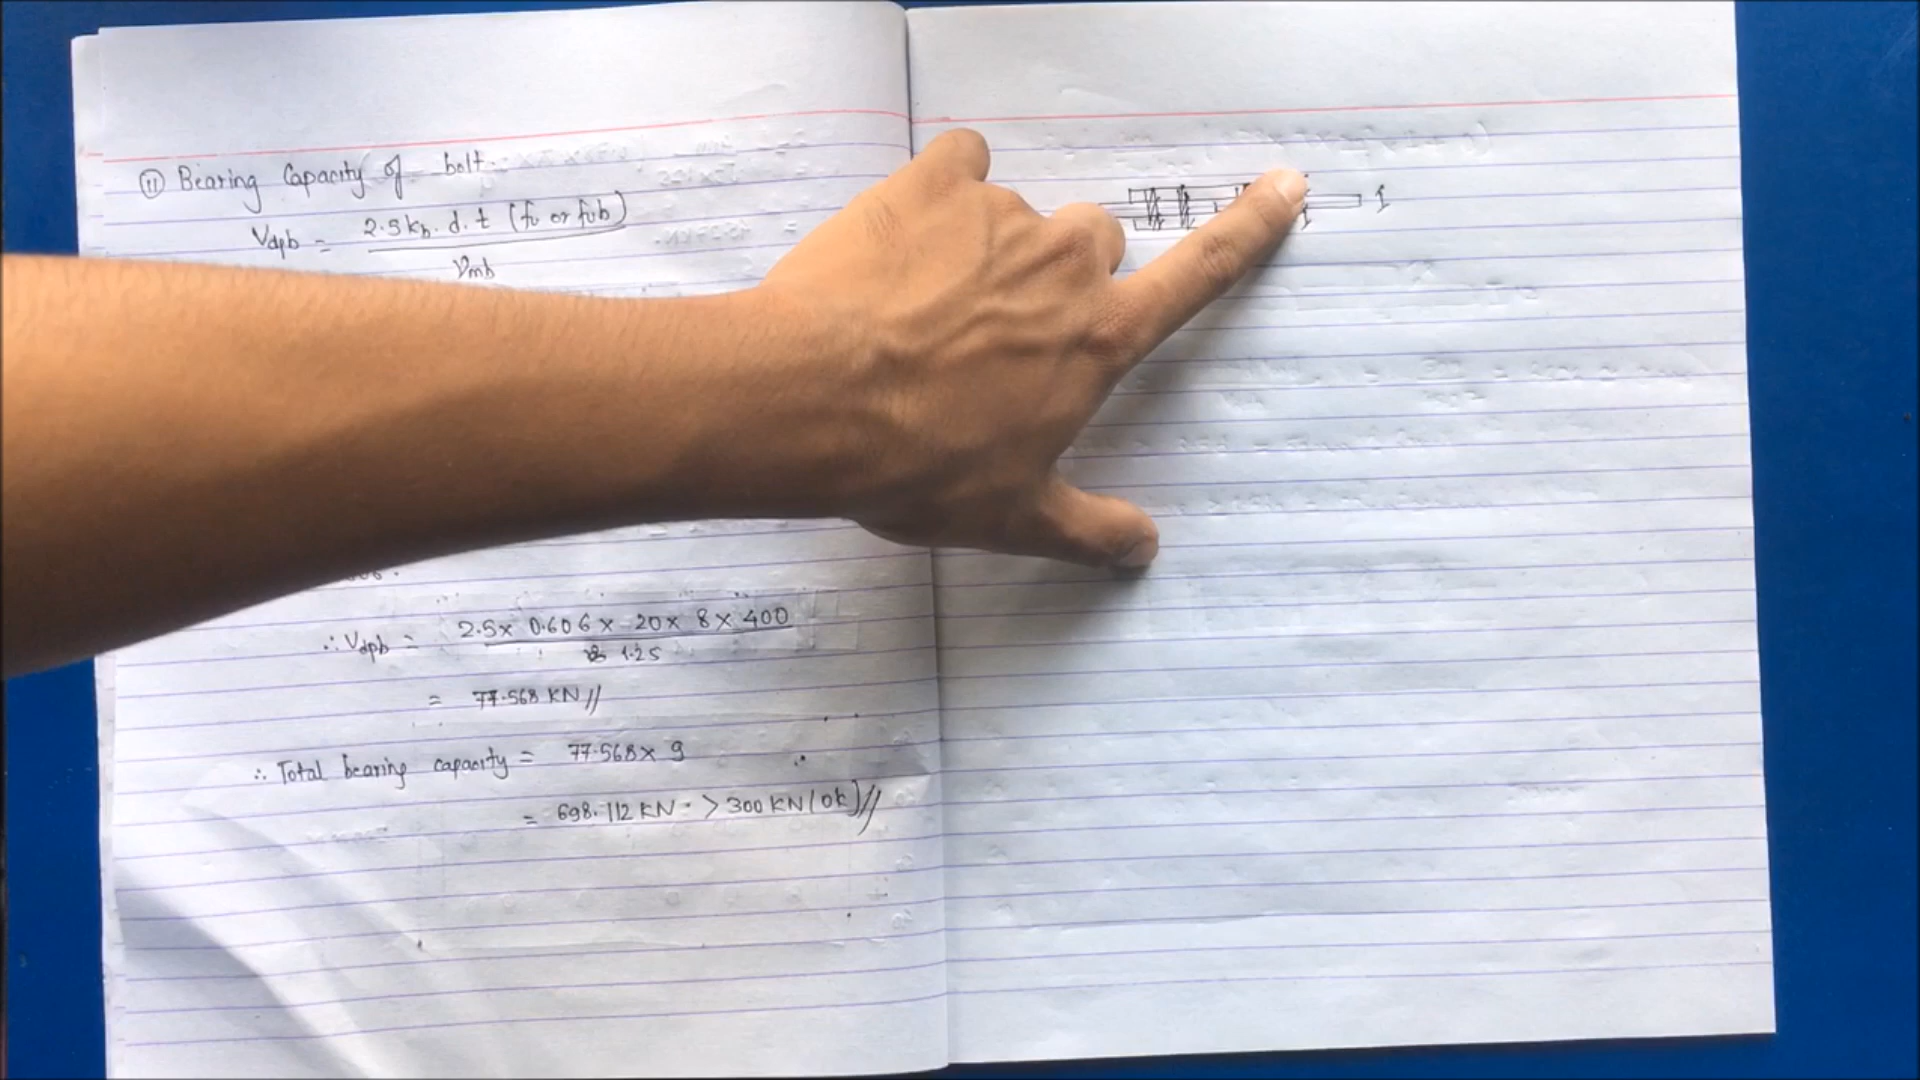 (ii) Bearing Capacity of bolt.
Vdpb = 2.5 kb. d. t (fu or fub)
γmb
∴ Vdpb = 2.5 x 0.606 x 20 x 8 x 400
1.25
= 77.568 KN //
∴ Total bearing capacity = 77.568 x 9
= 698.112 KN. > 300 KN (Ok) //